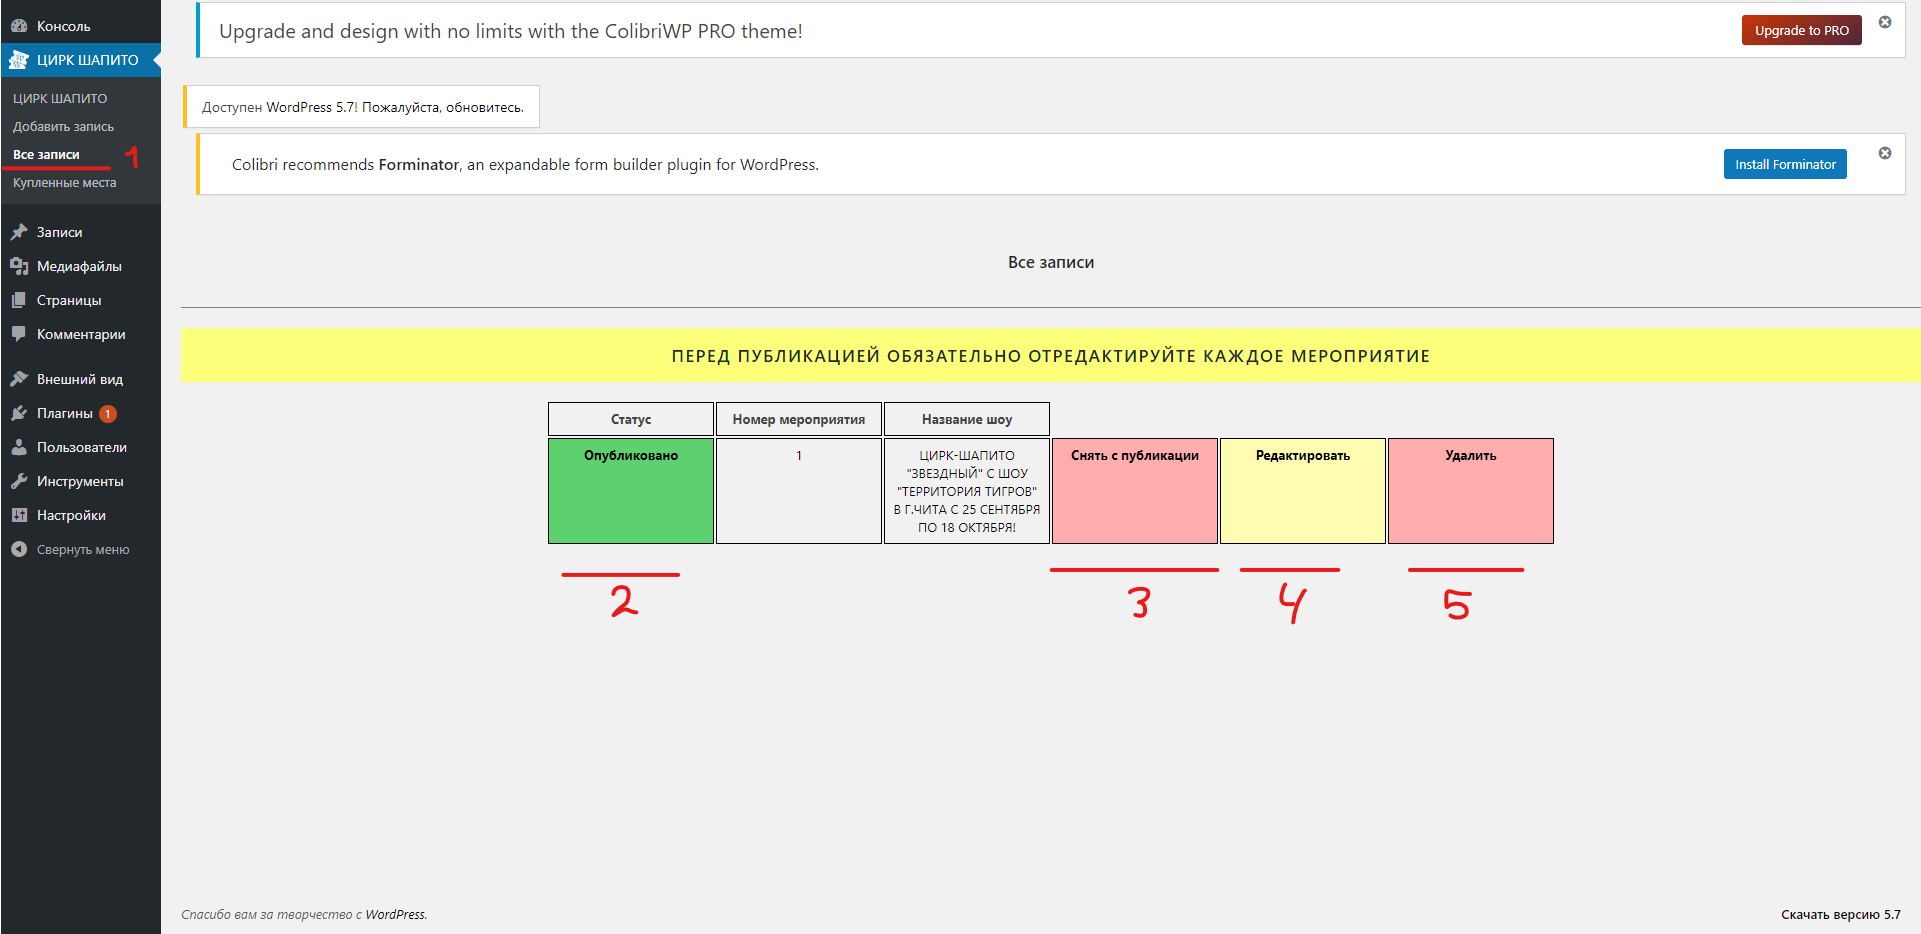 Консоль
ЦИРК ШАПИТО
ЦИРК ШАПИТО
Добавить запись
Все записи 1
Купленные места
Записи
Медиафайлы
Страницы
Комментарии
Внешний вид
Плагины 1
Пользователи
Инструменты
Настройки
Свернуть меню
Upgrade and design with no limits with the ColibriWP PRO theme!
Upgrade to PRO
Доступен WordPress 5.7! Пожалуйста, обновитесь.
Colibri recommends Forminator, an expandable form builder plugin for WordPress.
Install Forminator
Все записи
ПЕРЕД ПУБЛИКАЦИЕЙ ОБЯЗАТЕЛЬНО ОТРЕДАКТИРУЙТЕ КАЖДОЕ МЕРОПРИЯТИЕ
Статус Номер мероприятия Название шоу
Опубликовано
1
ЦИРК-ШАПИТО
"ЗВЕЗДНЫЙ" С ШОУ
"ТЕРРИТОРИЯ ТИГРОВ"
В Г.ЧИТА С 25 СЕНТЯБРЯ
ПО 18 ОКТЯБРЯ!
Снять с публикации
Редактировать
Удалить
2 3 4 5
Спасибо вам за творчество с WordPress.
Скачать версию 5.7